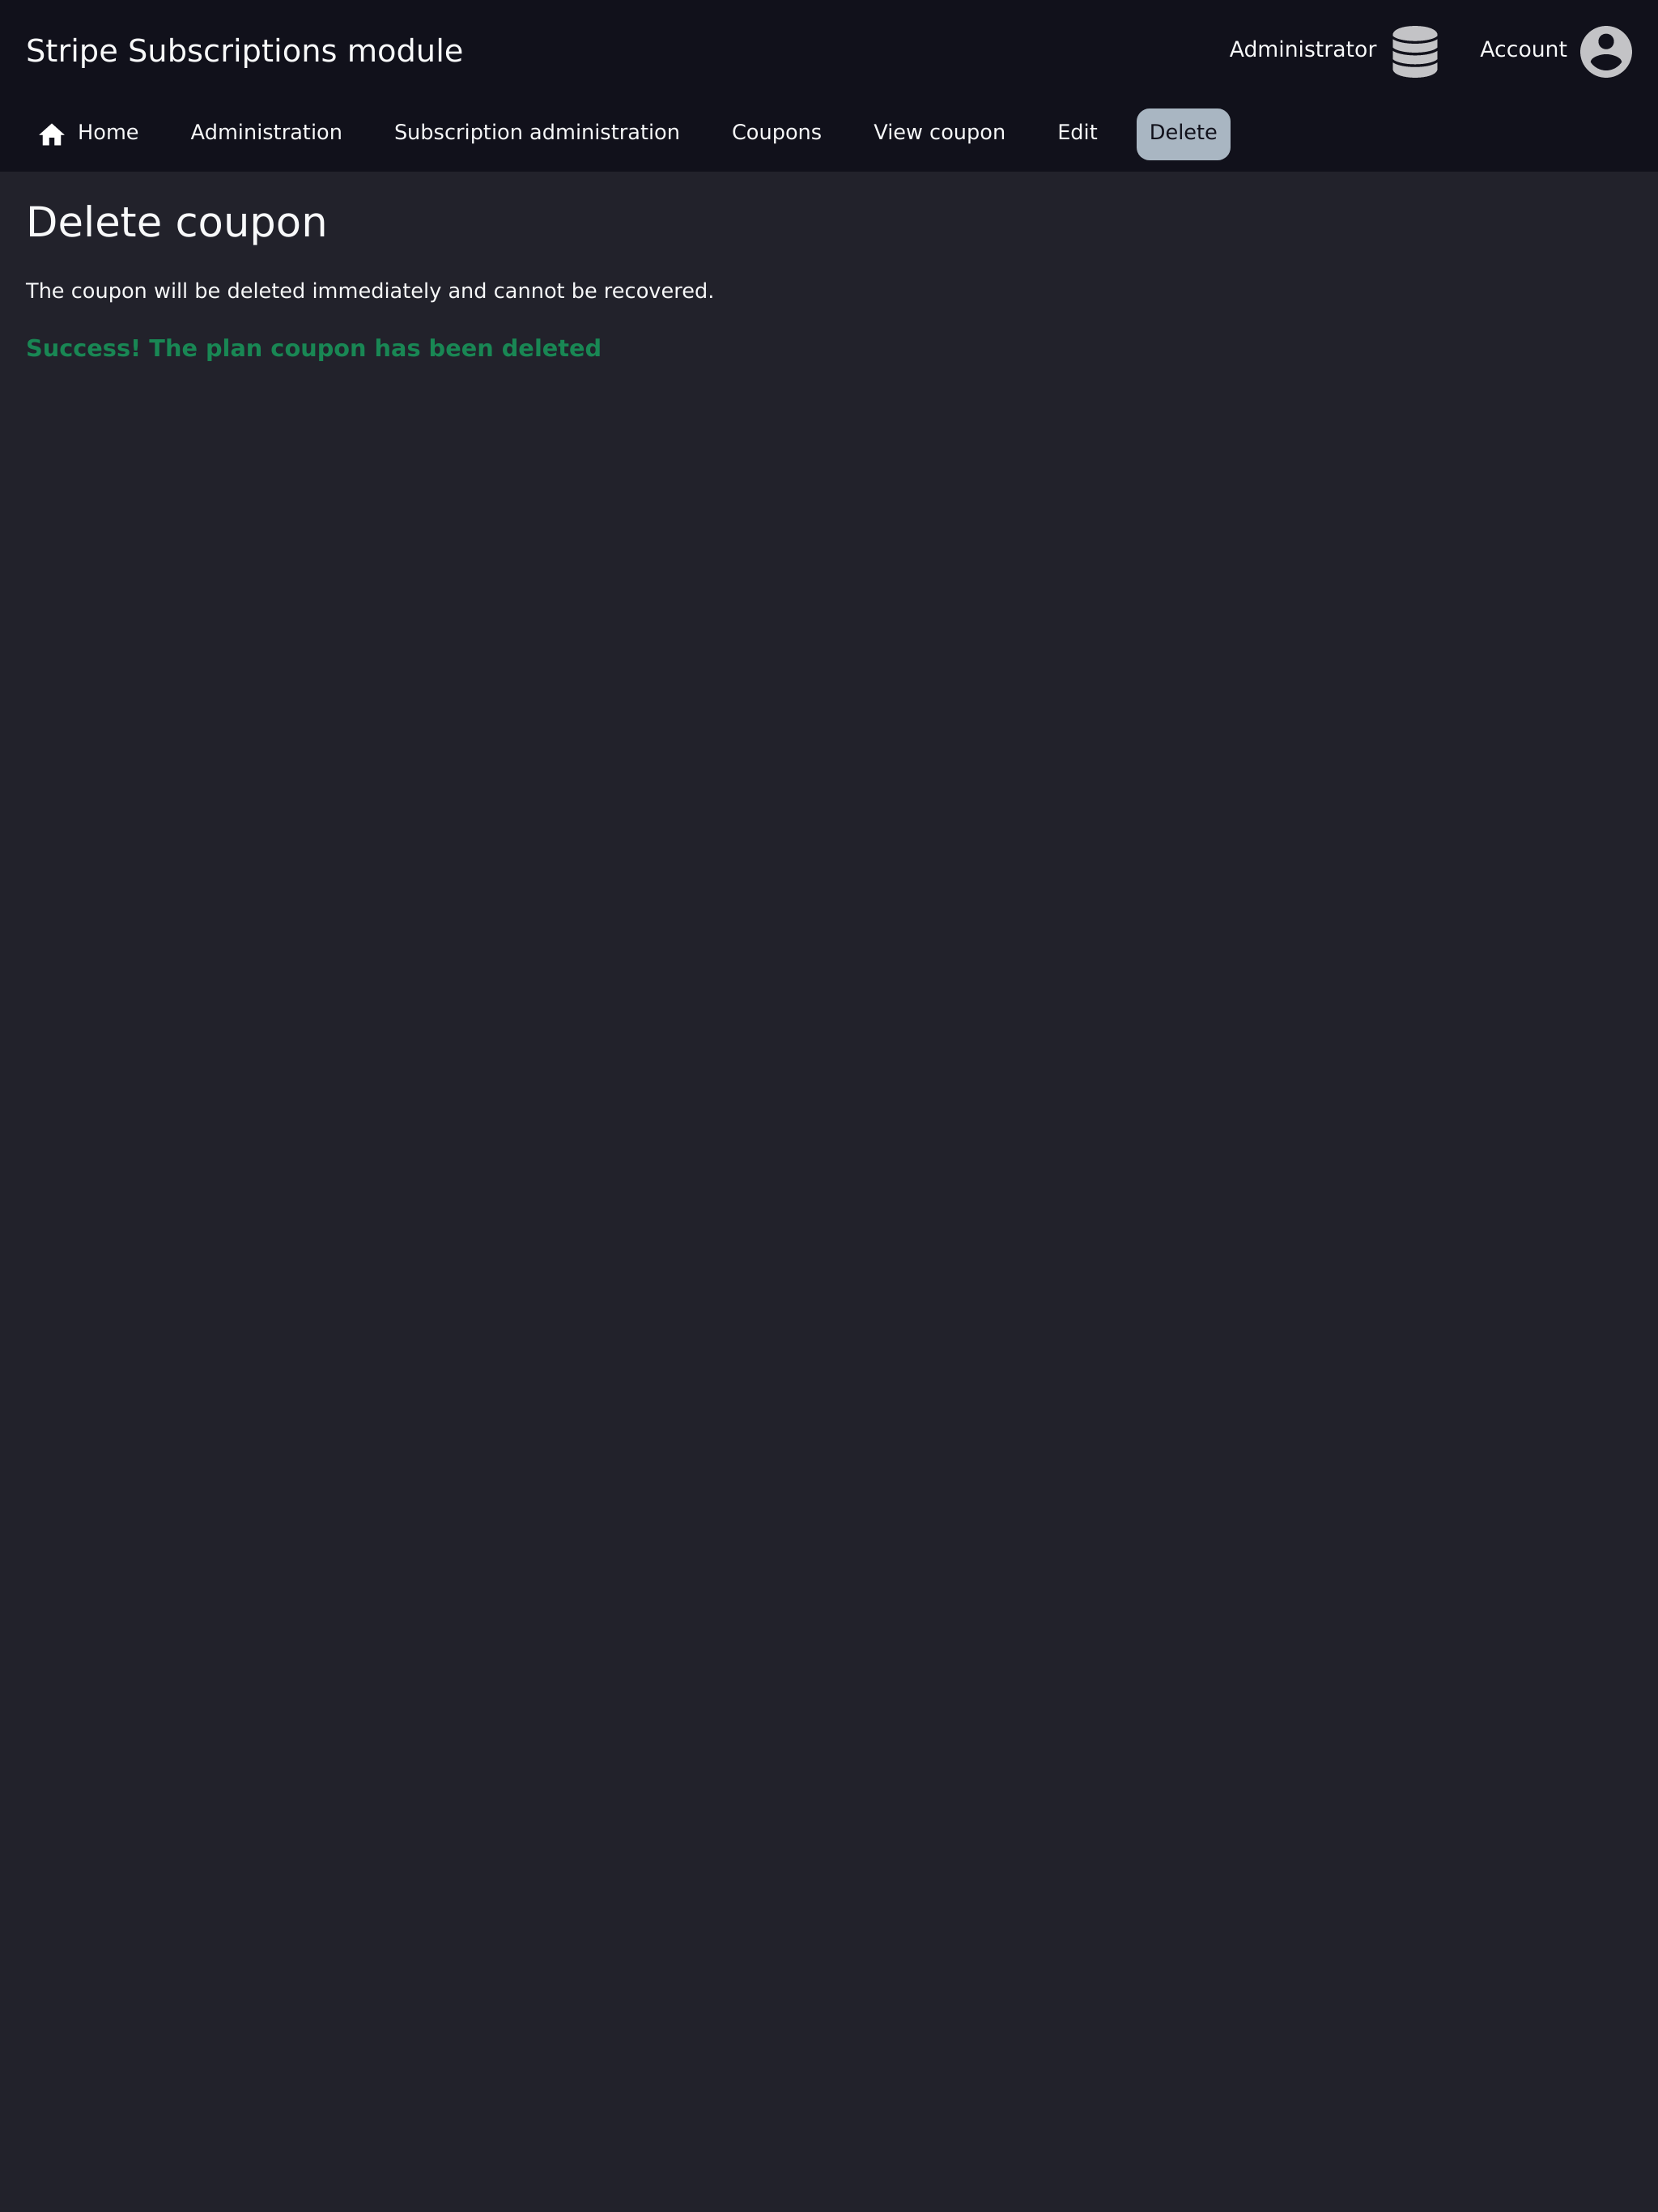 Stripe Subscriptions module
Administrator
Account
Home
Administration
Subscription administration
Coupons
View coupon
Edit
Delete
Delete coupon
The coupon will be deleted immediately and cannot be recovered.
Success! The plan coupon has been deleted